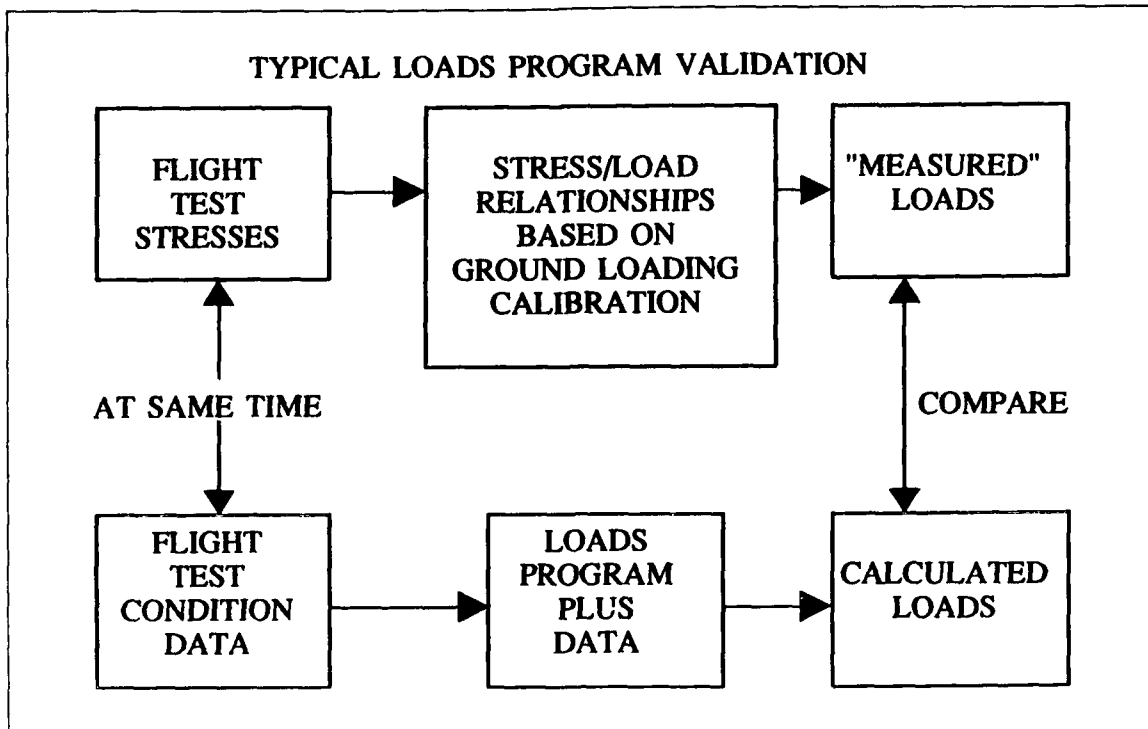 TYPICAL LOADS PROGRAM VALIDATION
FLIGHT
TEST
STRESSES
STRESS/LOAD
RELATIONSHIPS
BASED ON
GROUND LOADING
CALIBRATION
"MEASURED"
LOADS
AT SAME TIME
COMPARE
FLIGHT
TEST
CONDITION
DATA
LOADS
PROGRAM
PLUS
DATA
CALCULATED
LOADS